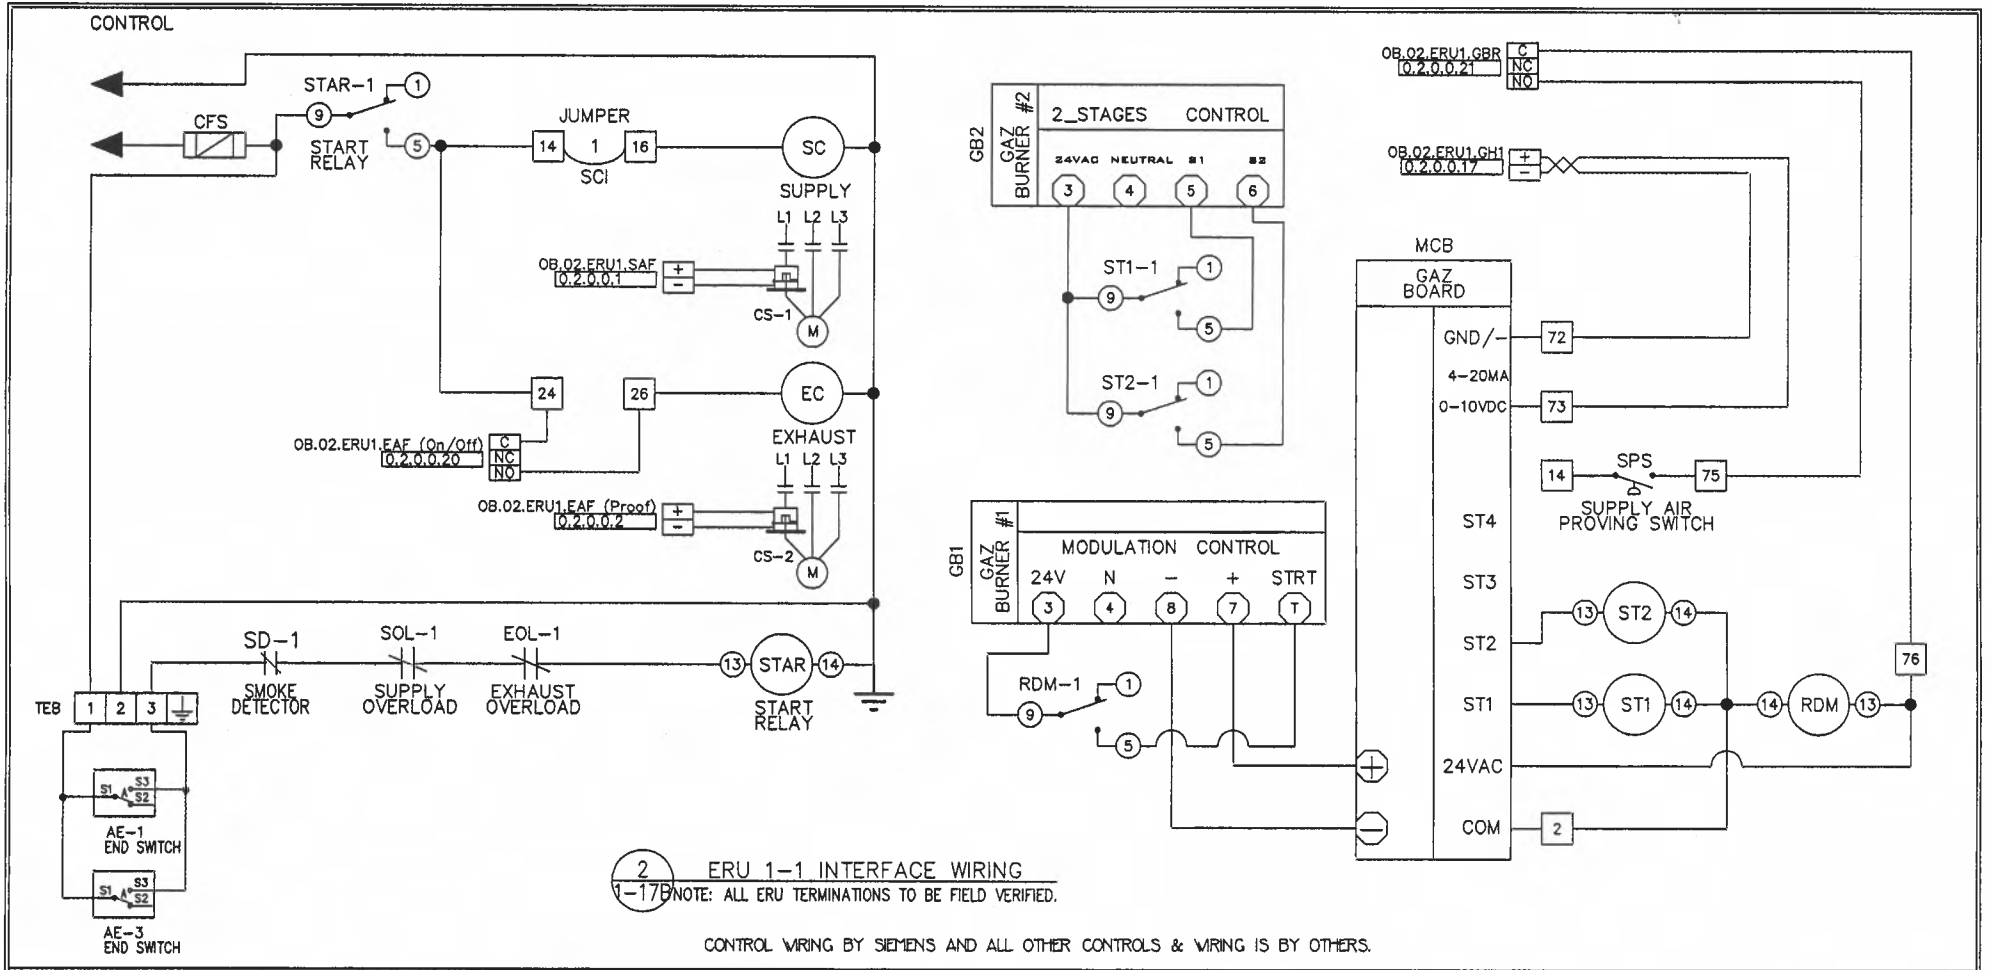 CONTROL
CFS
STAR-1
1
9
START
RELAY
5
JUMPER
14
1
16
SCI
SC
SUPPLY
L1 L2 L3
OB.02.ERU1.SAF
0.2.0.0.1
+
-
CS-1
M
24
26
EC
EXHAUST
L1 L2 L3
OB.02.ERU1.EAF (On/Off)
0.2.0.0.20
C
NC
NO
OB.02.ERU1.EAF (Proof)
0.2.0.0.2
+
-
CS-2
M
SD-1
SMOKE
DETECTOR
SOL-1
SUPPLY
OVERLOAD
EOL-1
EXHAUST
OVERLOAD
13
STAR
14
START
RELAY
TEB
1
2
3
S1 A S3
S2
AE-1
END SWITCH
S1 A S3
S2
AE-3
END SWITCH
GB2
GAZ
BURNER #2
2_STAGES CONTROL
24VAC NEUTRAL S1 S2
3
4
5
6
ST1-1
1
9
5
ST2-1
1
9
5
GB1
GAZ
BURNER #1
MODULATION CONTROL
24V N - + STRT
3
4
8
7
T
RDM-1
1
9
5
OB.02.ERU1.GBR
0.2.0.0.21
C
NC
NO
OB.02.ERU1.GH1
0.2.0.0.17
+
-
MCB
GAZ
BOARD
GND/-
72
4-20MA
0-10VDC
73
14
SPS
75
SUPPLY AIR
PROVING SWITCH
ST4
ST3
ST2
13
ST2
14
76
ST1
13
ST1
14
14
RDM
13
+
24VAC
-
COM
2
2
1-17B
ERU 1-1 INTERFACE WIRING
NOTE: ALL ERU TERMINATIONS TO BE FIELD VERIFIED.
CONTROL WIRING BY SIEMENS AND ALL OTHER CONTROLS & WIRING IS BY OTHERS.